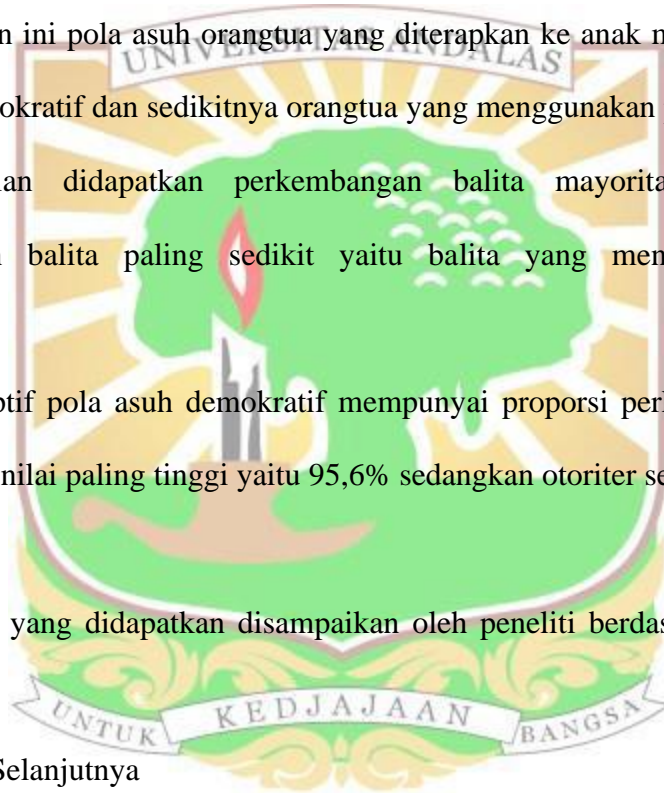 n ini pola asuh orangtua yang diterapkan ke anak
UNIVERSITAS ANDALAS
okratif dan sedikitnya orangtua yang menggunakan
an didapatkan perkembangan balita mayorita
balita paling sedikit yaitu balita yang men
ptif pola asuh demokratif mempunyai proporsi per
nilai paling tinggi yaitu 95,6% sedangkan otoriter se
yang didapatkan disampaikan oleh peneliti berdas
UNTUK KEDJAJAAN BANGSA
Selanjutnya